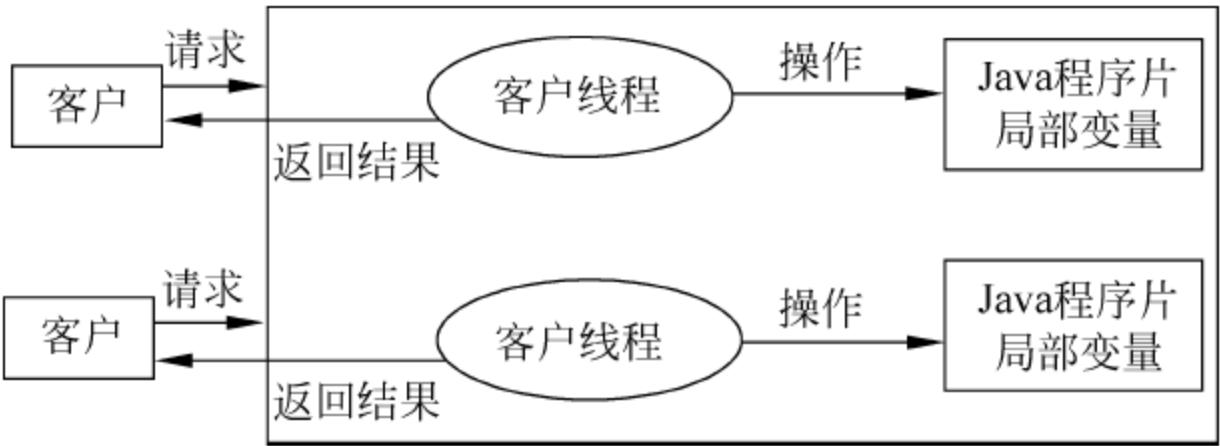 请求
客户
返回结果
客户线程
操作
Java程序片
局部变量
请求
客户
返回结果
客户线程
操作
Java程序片
局部变量